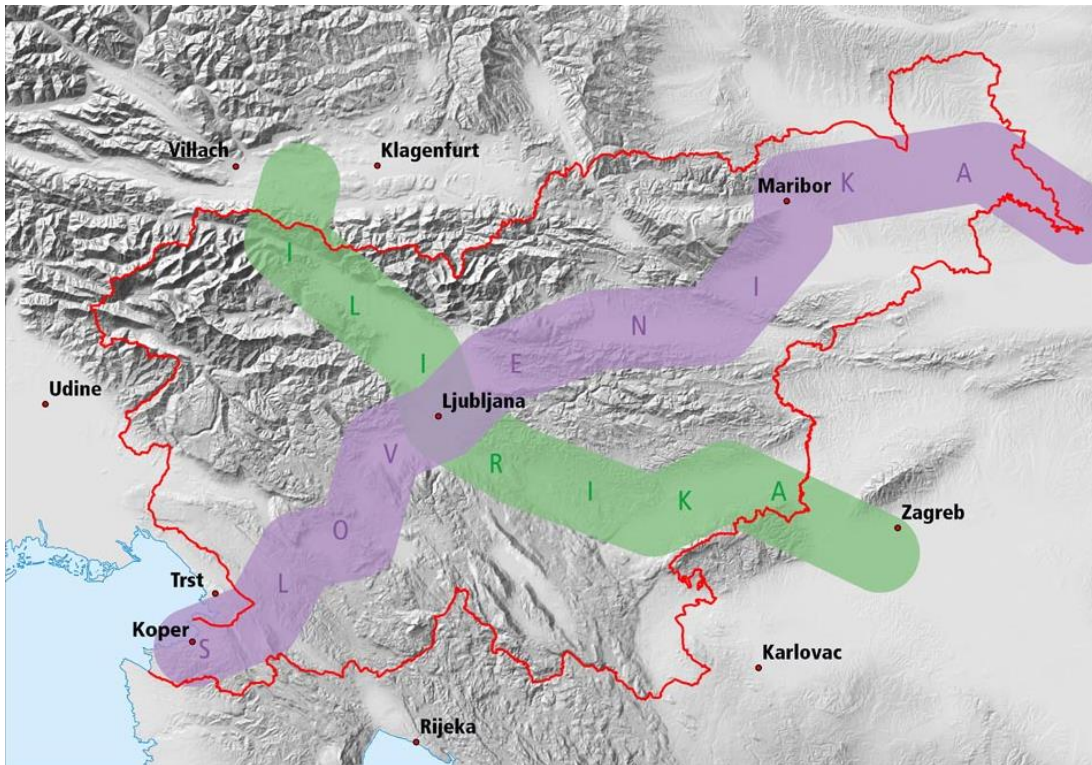 Villach
Klagenfurt
Maribor
Udine
Ljubljana
Zagreb
Trst
Koper
Karlovac
Rijeka
I L I R I K A
S L O V E N I K A